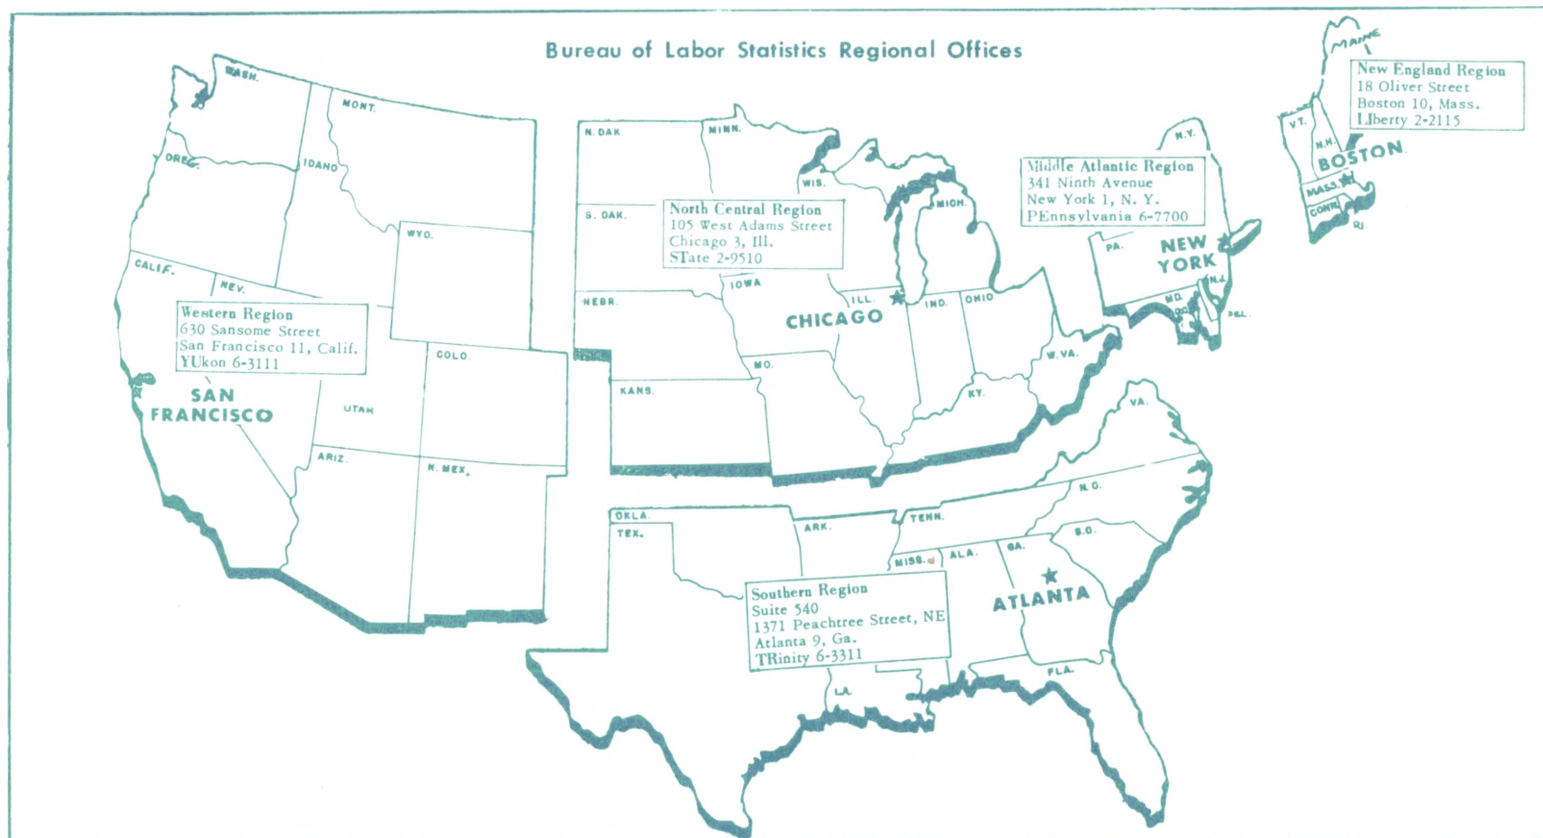 Bureau of Labor Statistics Regional Offices
MAINE
New England Region
18 Oliver Street
Boston 10, Mass.
LIberty 2-2115
VT.
N.H.
BOSTON
MASS.
CONN.
R.I.
N.Y.
Middle Atlantic Region
341 Ninth Avenue
New York 1, N. Y.
PEnnsylvania 6-7700
PA.
NEW
YORK
N.J.
MD.
D.C.
DEL.
WASH.
MONT.
OREG.
IDAHO
WYO.
CALIF.
NEV.
Western Region
630 Sansome Street
San Francisco 11, Calif.
YUkon 6-3111
SAN
FRANCISCO
UTAH
COLO
ARIZ.
N. MEX.
N. DAK
MINN.
WIS.
MICH.
S. DAK.
North Central Region
105 West Adams Street
Chicago 3, Ill.
STate 2-9510
NEBR.
IOWA
ILL.
IND.
OHIO
CHICAGO
KANS.
MO.
KY.
W. VA.
VA.
OKLA.
TEX.
ARK.
TENN.
N.C.
S.C.
MISS.
ALA.
GA.
Southern Region
Suite 540
1371 Peachtree Street, NE
Atlanta 9, Ga.
TRinity 6-3311
ATLANTA
LA.
FLA.